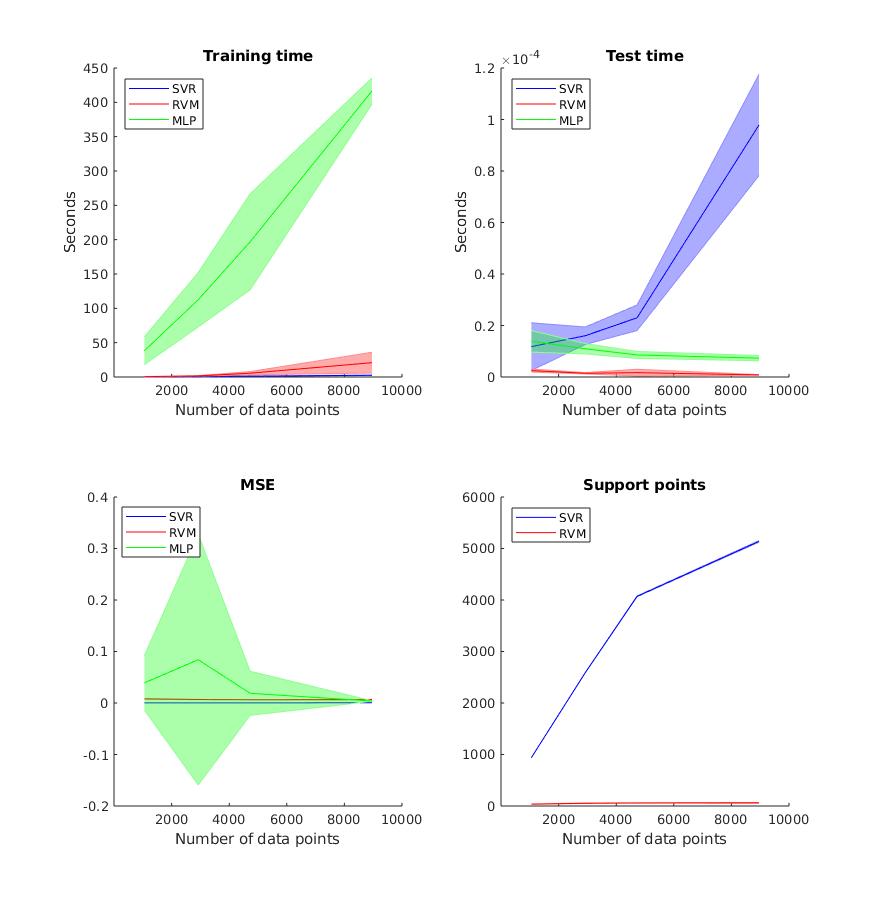 Training time
450
400
350
300
250
200
150
100
50
0
Seconds
SVR
RVM
MLP
2000 4000 6000 8000 10000
Number of data points
Test time
×10-4
1.2
1
0.8
0.6
0.4
0.2
0
Seconds
SVR
RVM
MLP
2000 4000 6000 8000 10000
Number of data points
MSE
0.4
0.3
0.2
0.1
0
-0.1
-0.2
SVR
RVM
MLP
2000 4000 6000 8000 10000
Number of data points
Support points
6000
5000
4000
3000
2000
1000
0
SVR
RVM
2000 4000 6000 8000 10000
Number of data points